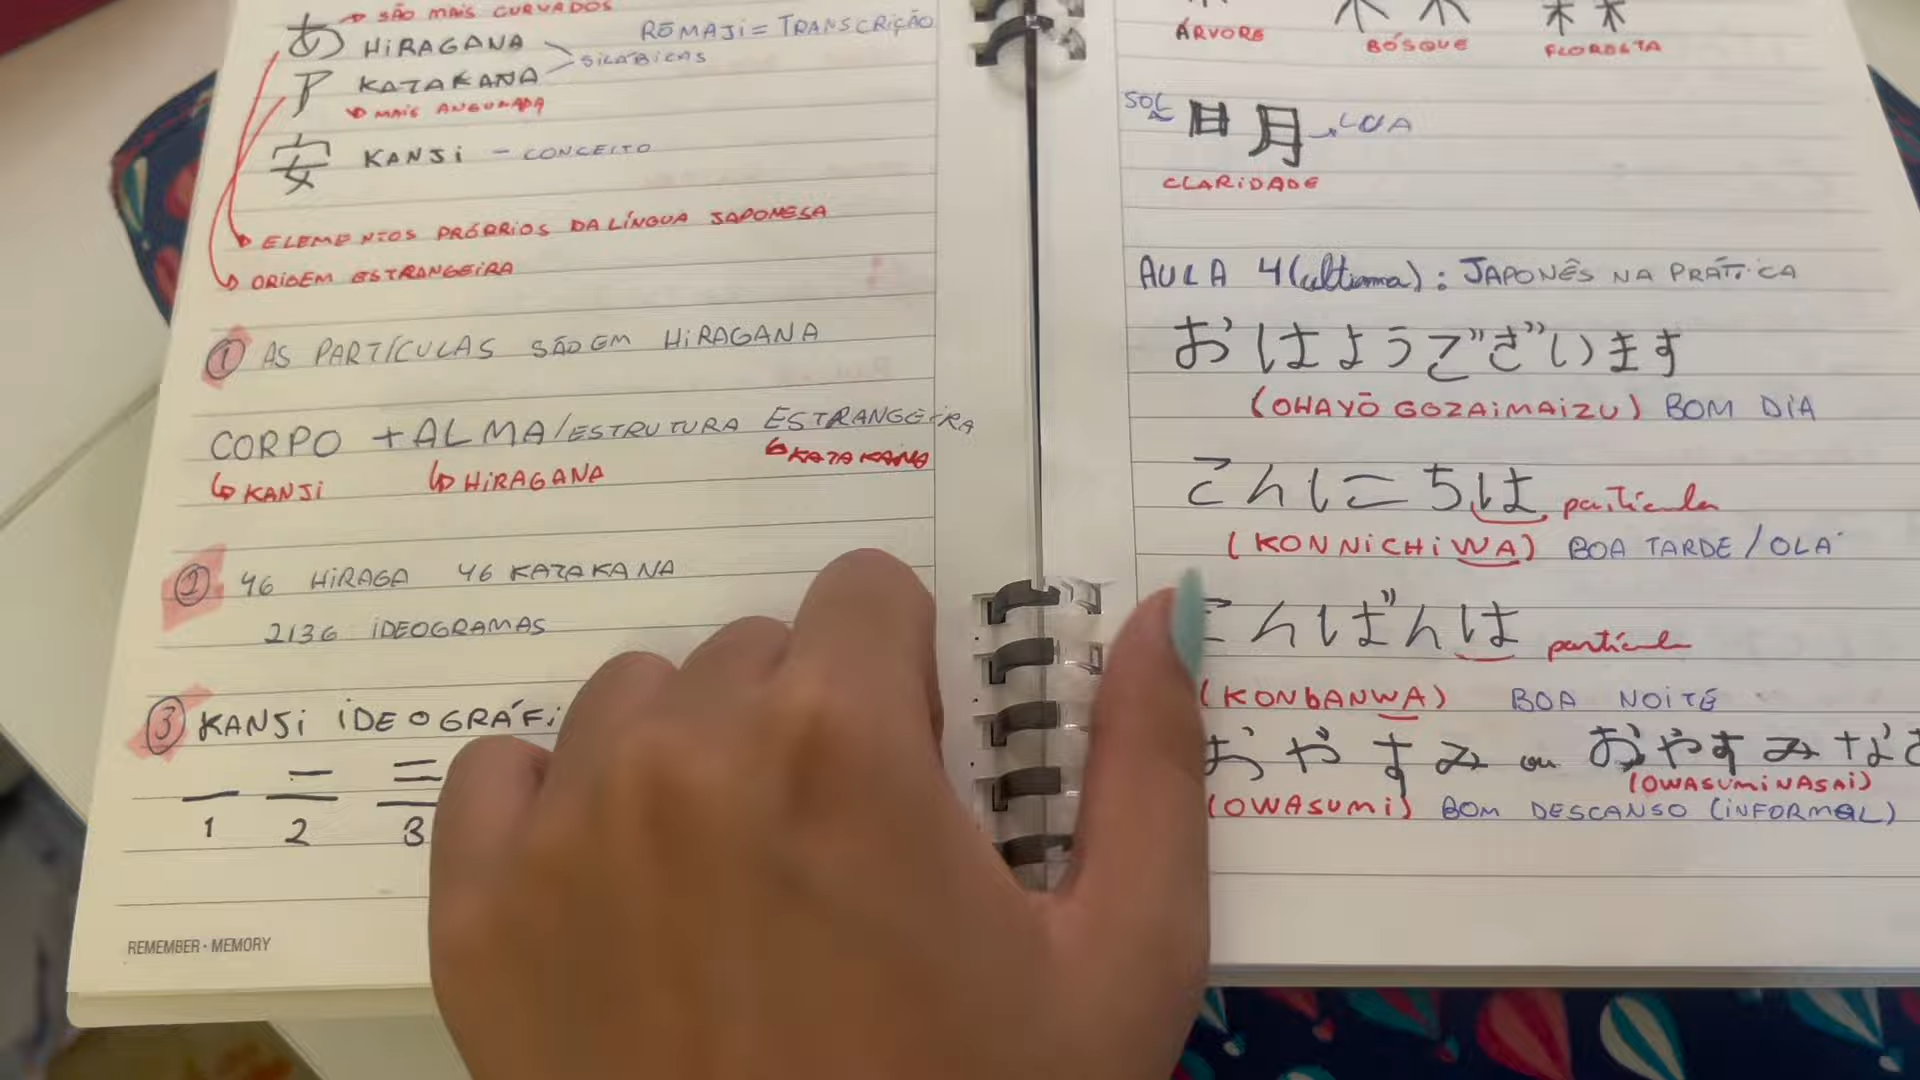 あ → SÃO MAIS CURVADOS
HIRAGANA
RŌMAJI = TRANSCRIÇÃO
SILÁBICAS
ア KATAKANA
→ MAIS ANGULADA
安 KANJI - CONCEITO
ELEMENTOS PRÓPRIOS DA LÍNGUA JAPONESA
ORIGEM ESTRANGEIRA
① AS PARTÍCULAS SÃO EM HIRAGANA
CORPO + ALMA / ESTRUTURA ESTRANGEIRA
↳ KANJI ↳ HIRAGANA ↳ KATAKANA
② 46 HIRAGA 46 KATAKANA
2136 IDEOGRAMAS
③ KANJI IDEOGRÁFI
一 二 三
1 2 3
REMEMBER · MEMORY
ÁRVORE BOSQUE FLORESTA
SOL 日月 → LUA
CLARIDADE
AULA 4 (ultima): JAPONÊS NA PRÁTICA
おはようございます
(OHAYŌ GOZAIMAIZU) BOM DIA
こんにちは particula
(KONNICHIWA) BOA TARDE / OLÁ
こんばんは particula
(KONBANWA) BOA NOITE
おやすみ ou おやすみなさ
(OWASUMINASAI)
(OWASUMI) BOM DESCANSO (INFORMAL)